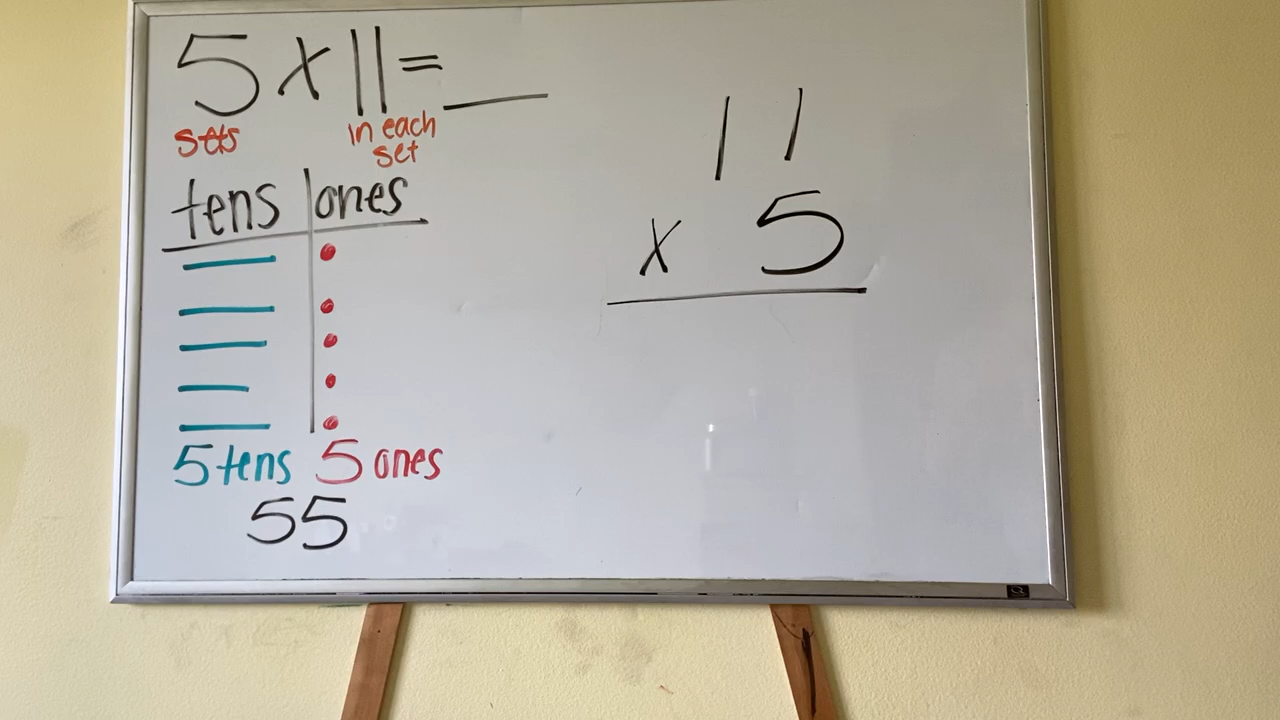 5 x 11 = ___
sets in each
set
tens ones
5 tens 5 ones
55
11
x 5